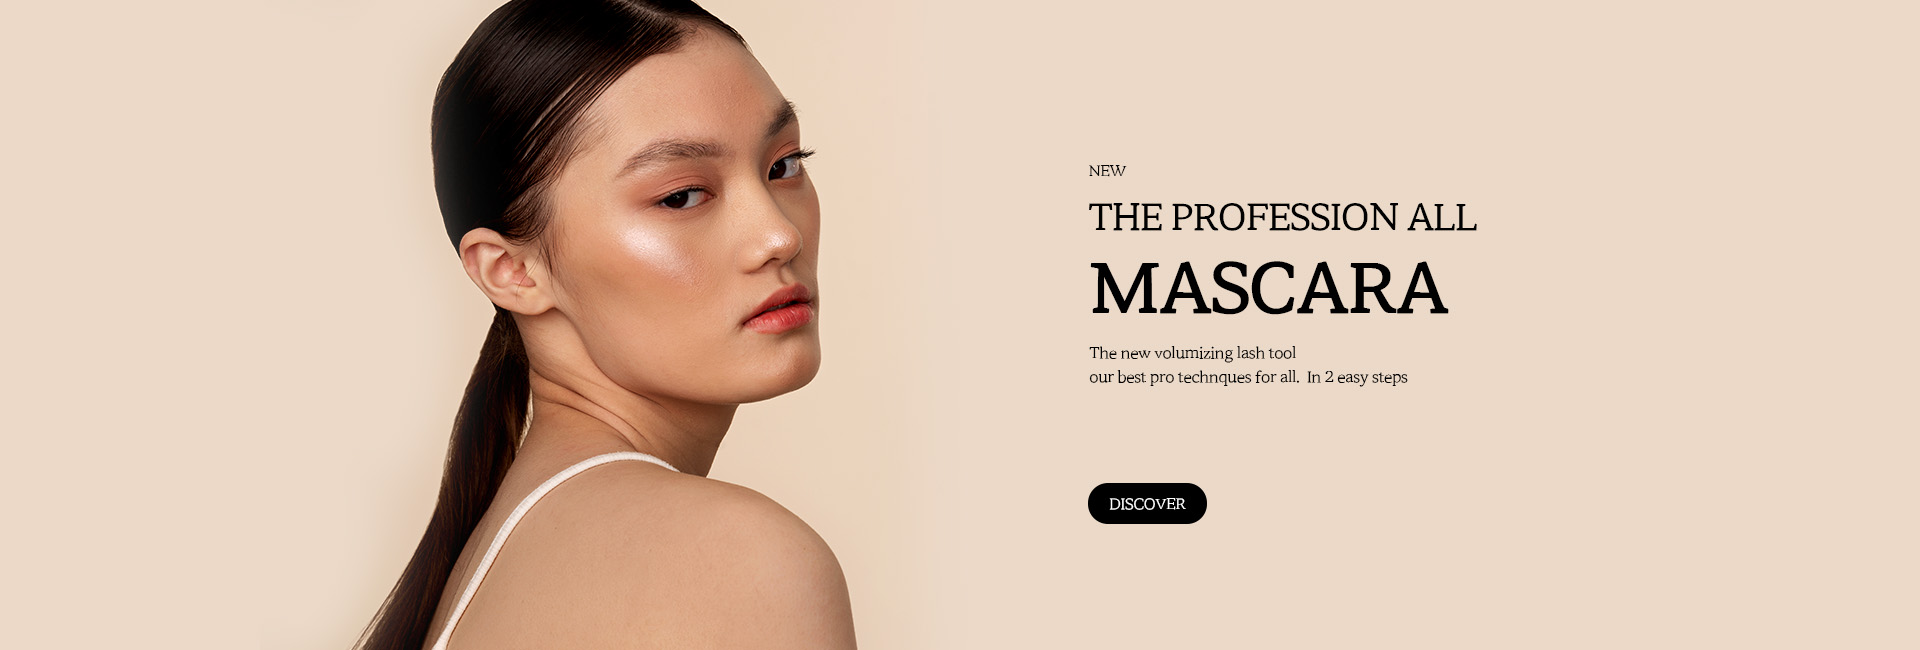 NEW
THE PROFESSION ALL
MASCARA
The new volumizing lash tool
our best pro technques for all. In 2 easy steps
DISCOVER